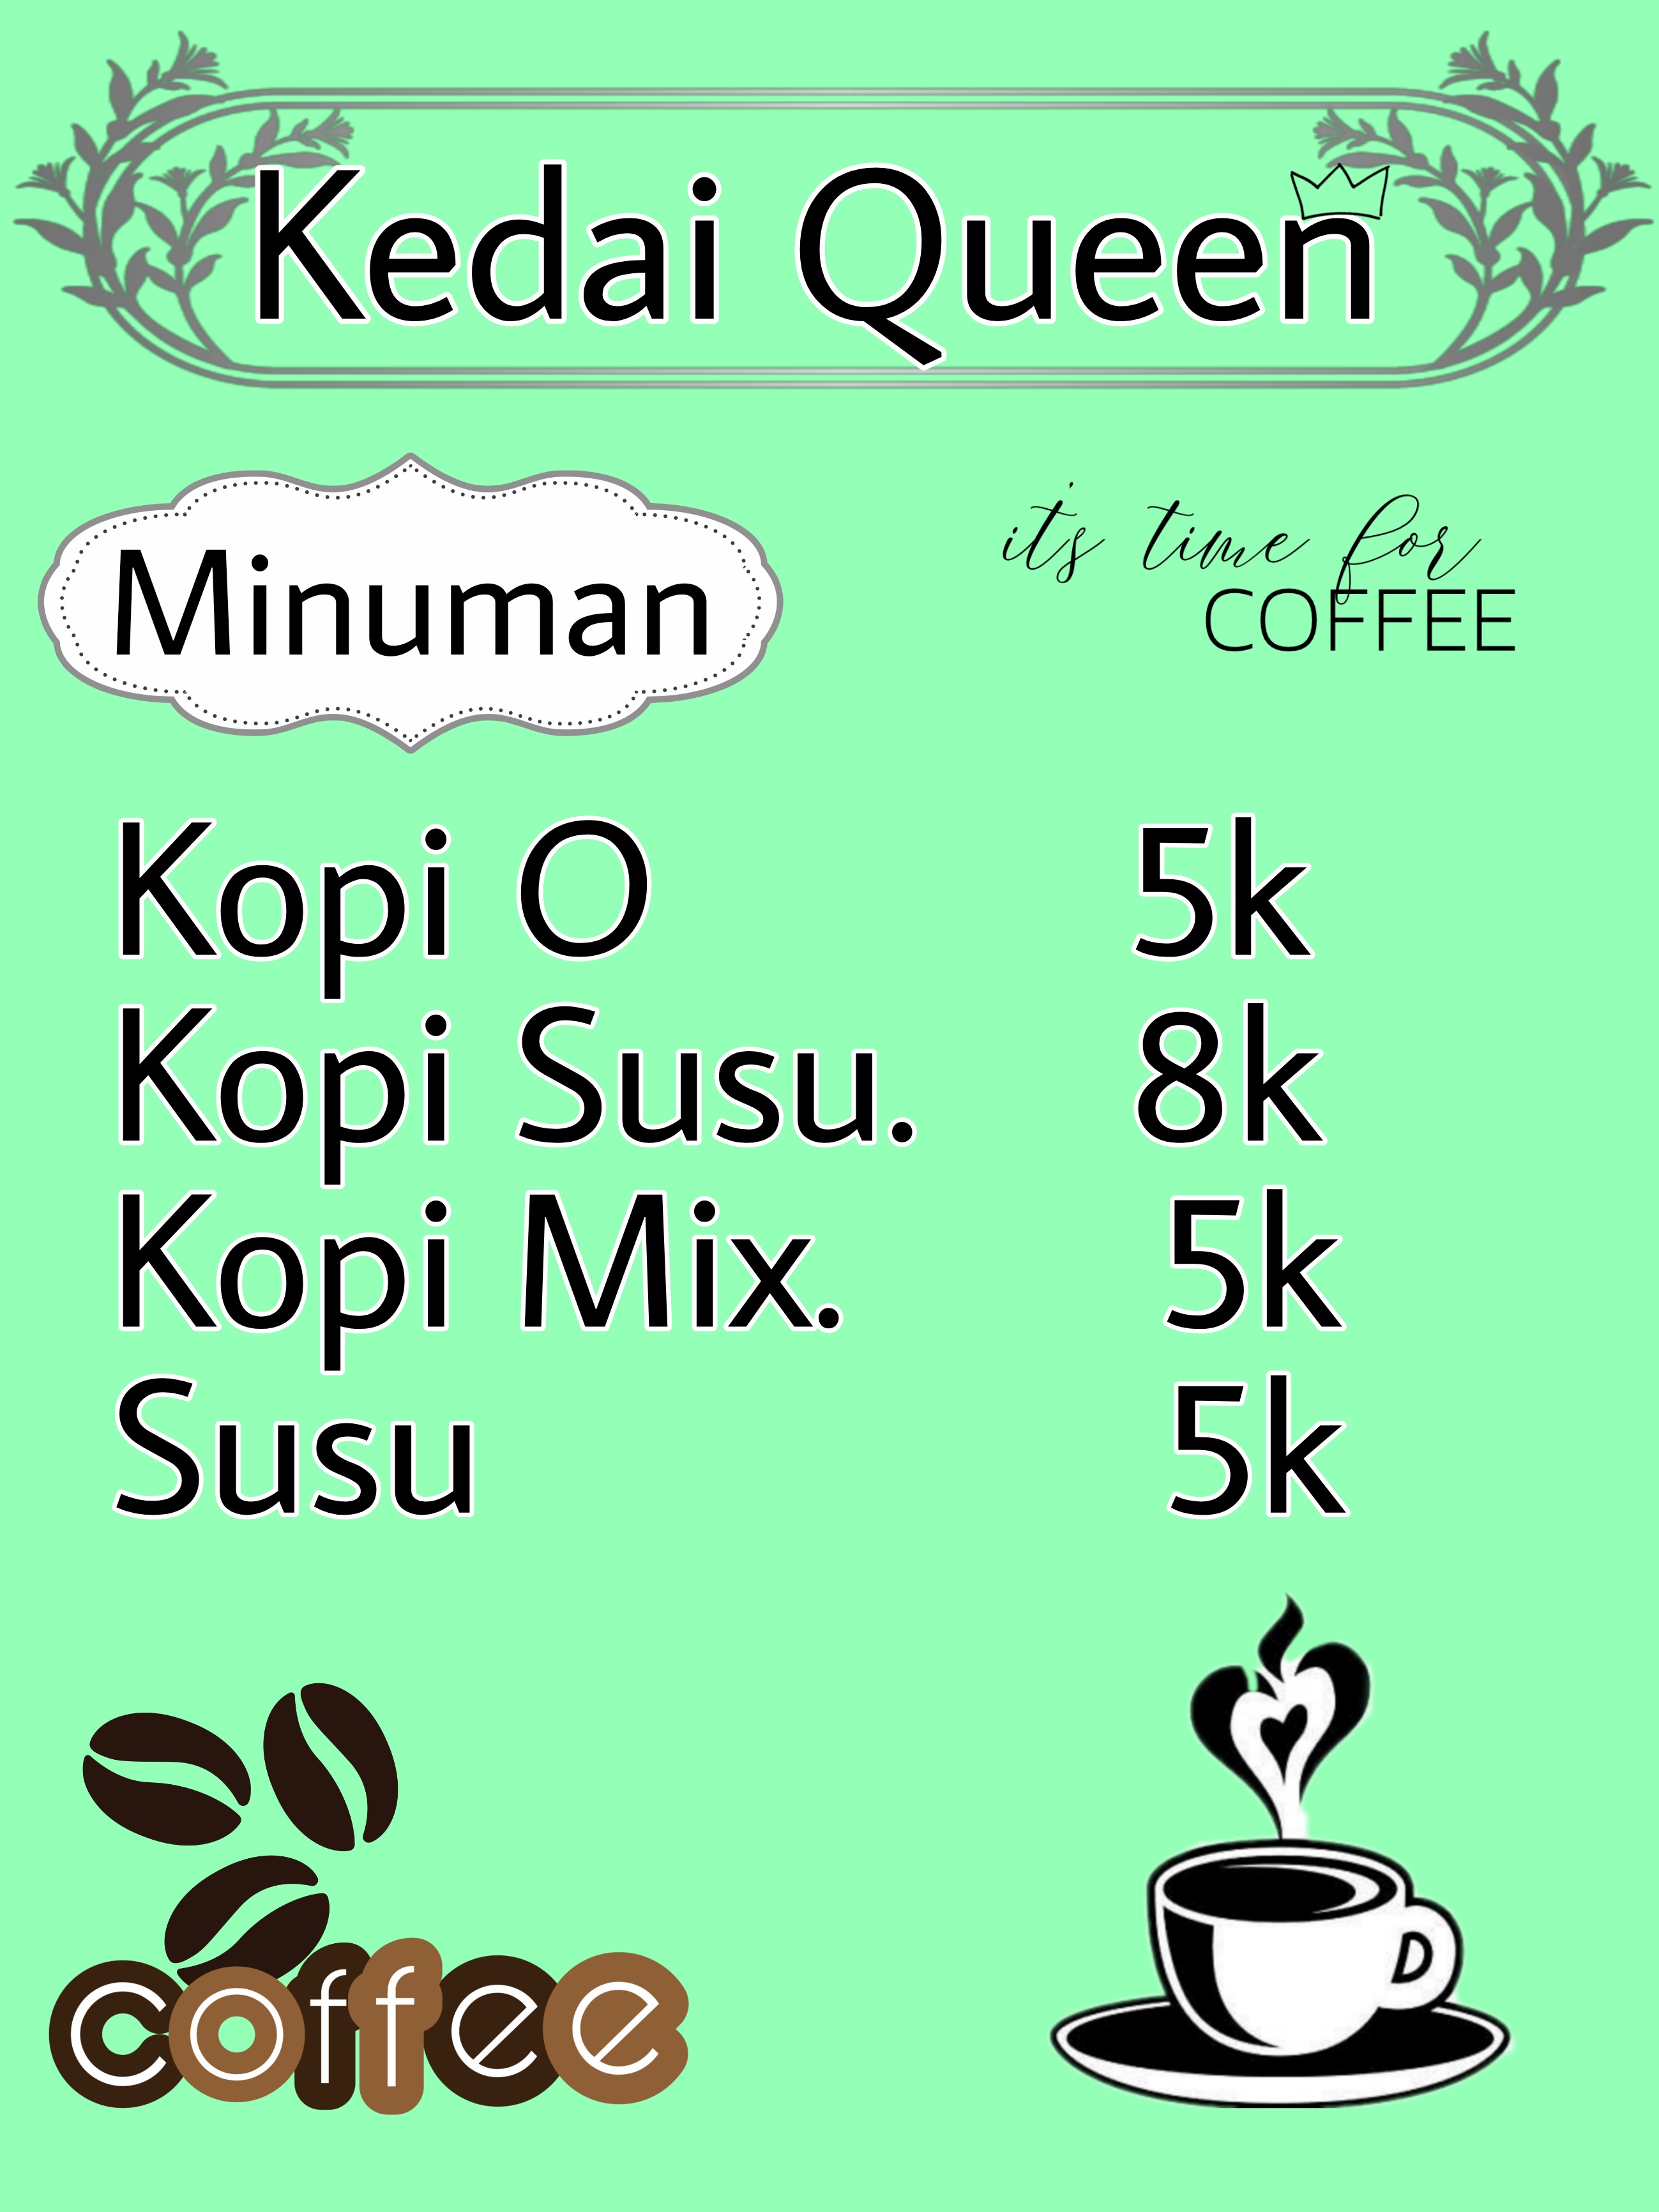 Kedai Queen
Minuman
it's time for
COFFEE
Kopi O 5k
Kopi Susu. 8k
Kopi Mix. 5k
Susu 5k
coffee